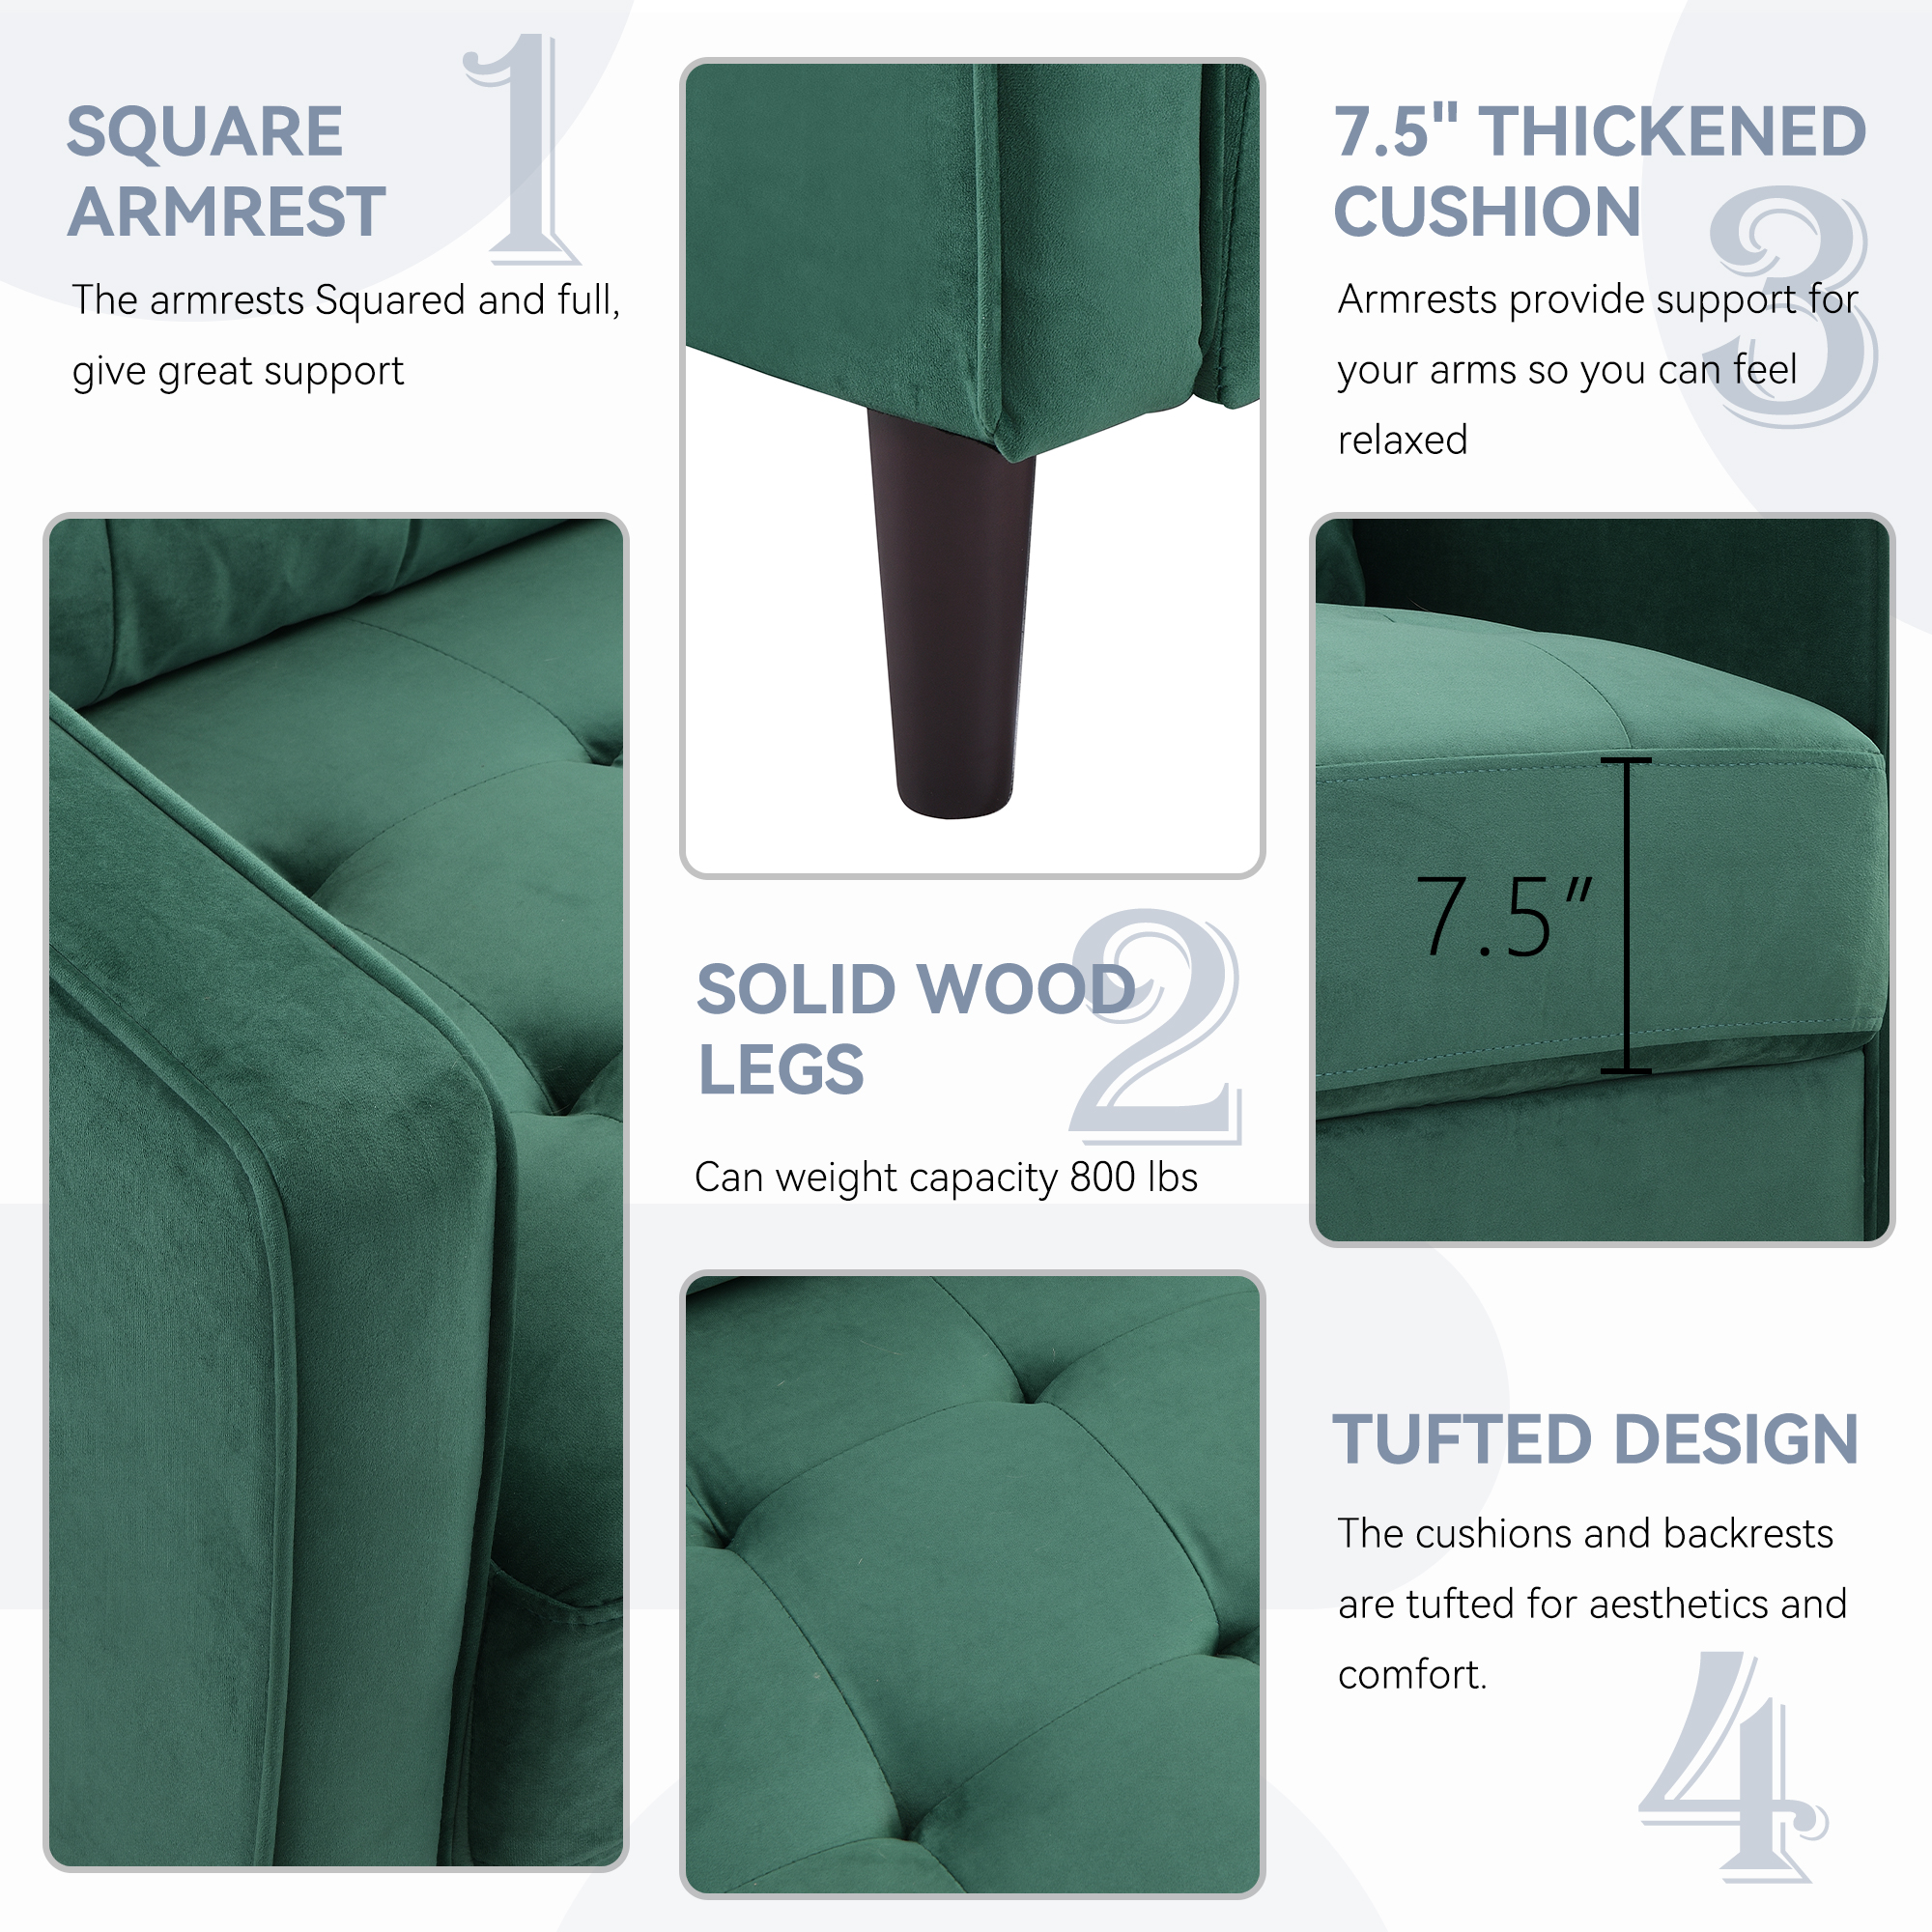 1
SQUARE
ARMREST
The armrests Squared and full,
give great support
2
SOLID WOOD
LEGS
Can weight capacity 800 lbs
7.5" THICKENED
CUSHION
3
Armrests provide support for
your arms so you can feel
relaxed
7.5"
TUFTED DESIGN
The cushions and backrests
are tufted for aesthetics and
comfort.
4